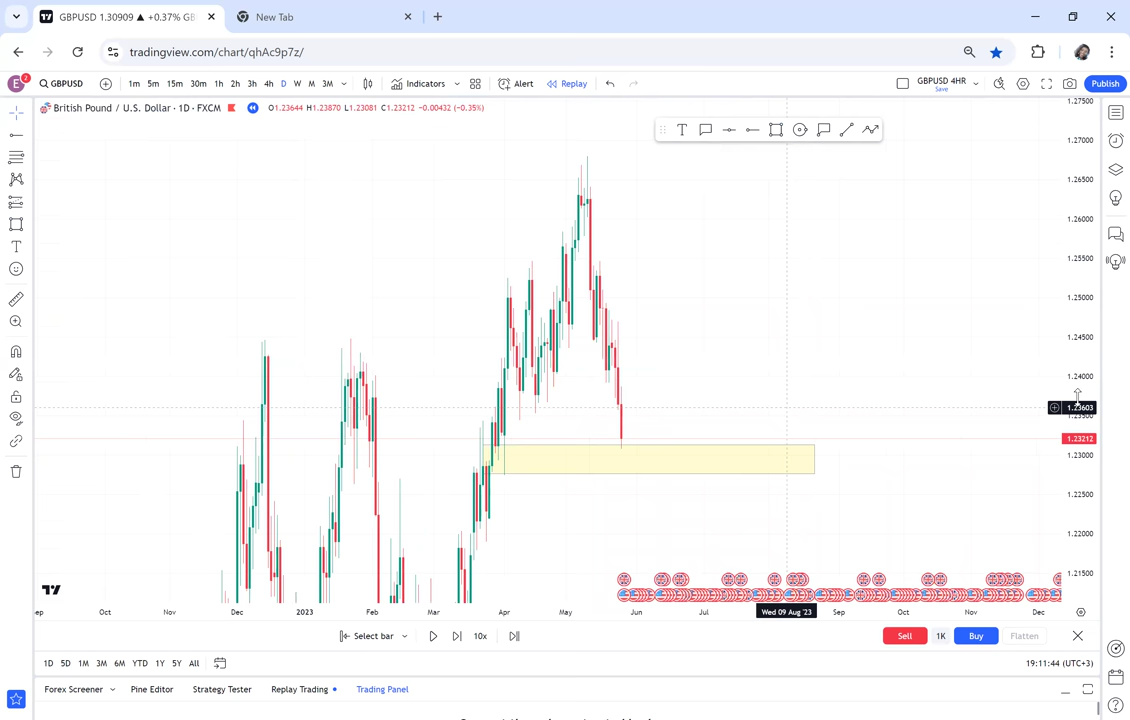 GBPUSD 1.30909 ▲ +0.37% GB
New Tab
tradingview.com/chart/qhAc9p7z/
E
2
GBPUSD
1m 5m 15m 30m 1h 2h 3h 4h D W M 3M
Indicators
Alert
Replay
GBPUSD 4HR
Save
Publish
British Pound / U.S. Dollar · 1D · FXCM
O1.23644 H1.23870 L1.23081 C1.23212 −0.00432 (−0.35%)
1.27500
1.27000
1.26500
1.26000
1.25500
1.25000
1.24500
1.24000
1.23603
1.23212
1.23000
1.22500
1.22000
1.21500
ep Oct Nov Dec 2023 Feb Mar Apr May Jun Jul Wed 09 Aug '23 Sep Oct Nov Dec
Select bar
10x
Sell
1K
Buy
Flatten
1D 5D 1M 3M 6M YTD 1Y 5Y All
19:11:44 (UTC+3)
Forex Screener
Pine Editor
Strategy Tester
Replay Trading
Trading Panel